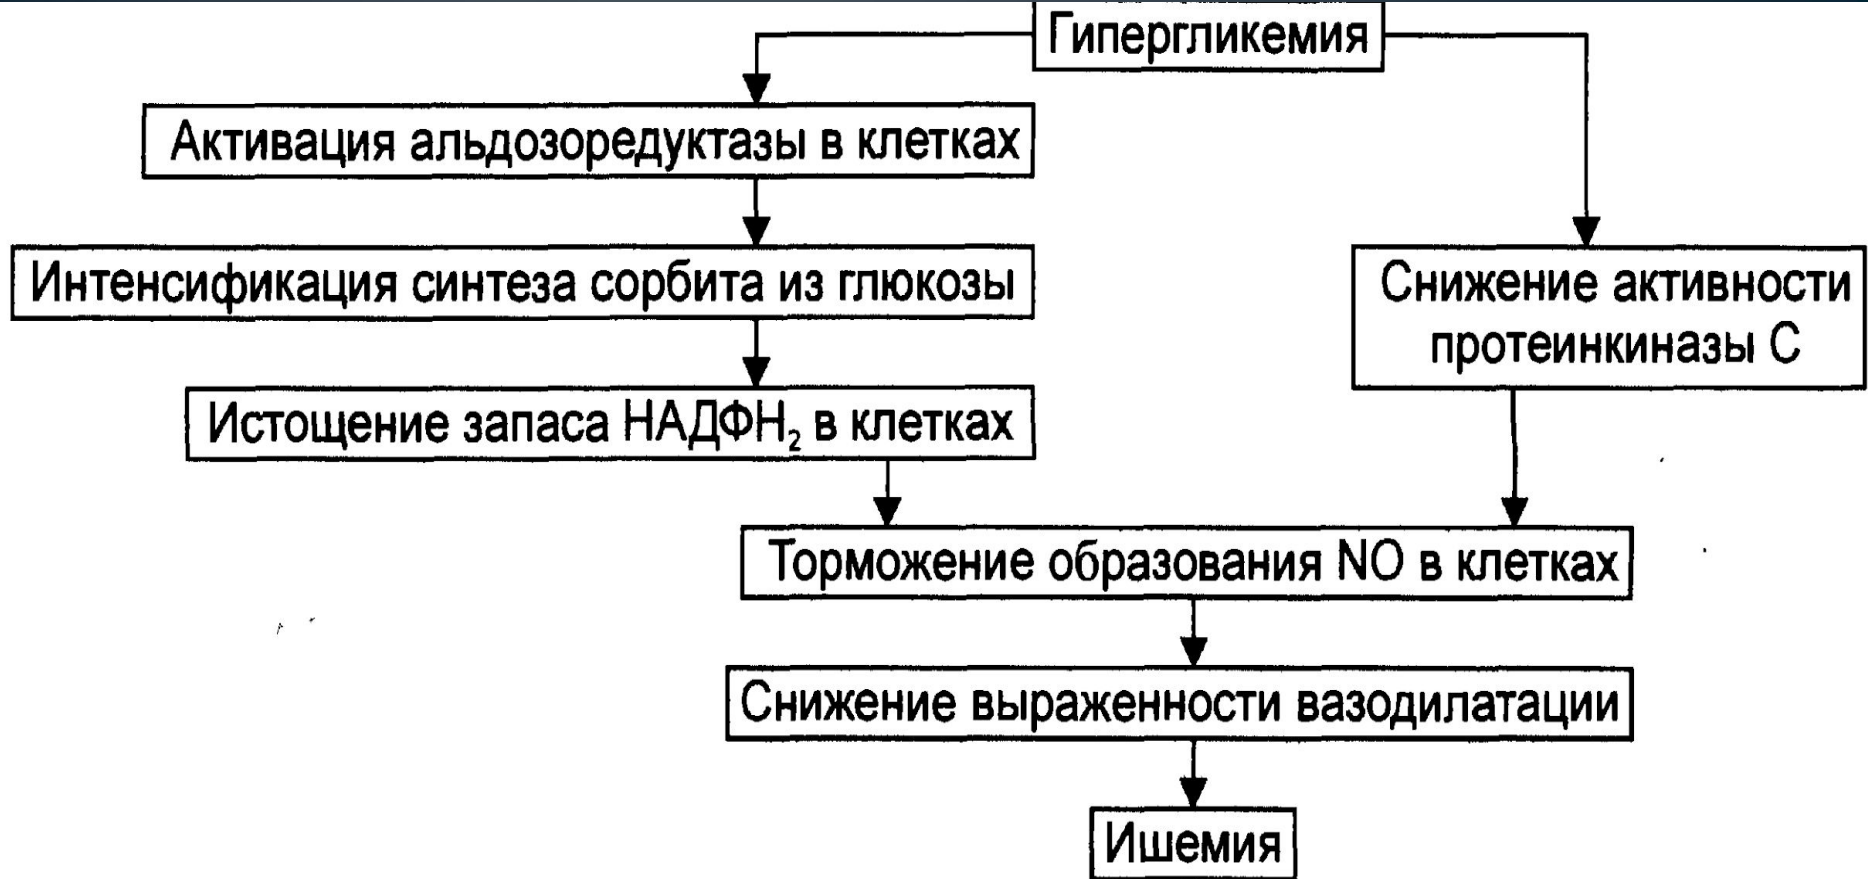 Гипергликемия
Активация альдозоредуктазы в клетках
Интенсификация синтеза сорбита из глюкозы
Снижение активности
протеинкиназы С
Истощение запаса НАДФН₂ в клетках
Торможение образования NO в клетках
Снижение выраженности вазодилатации
Ишемия